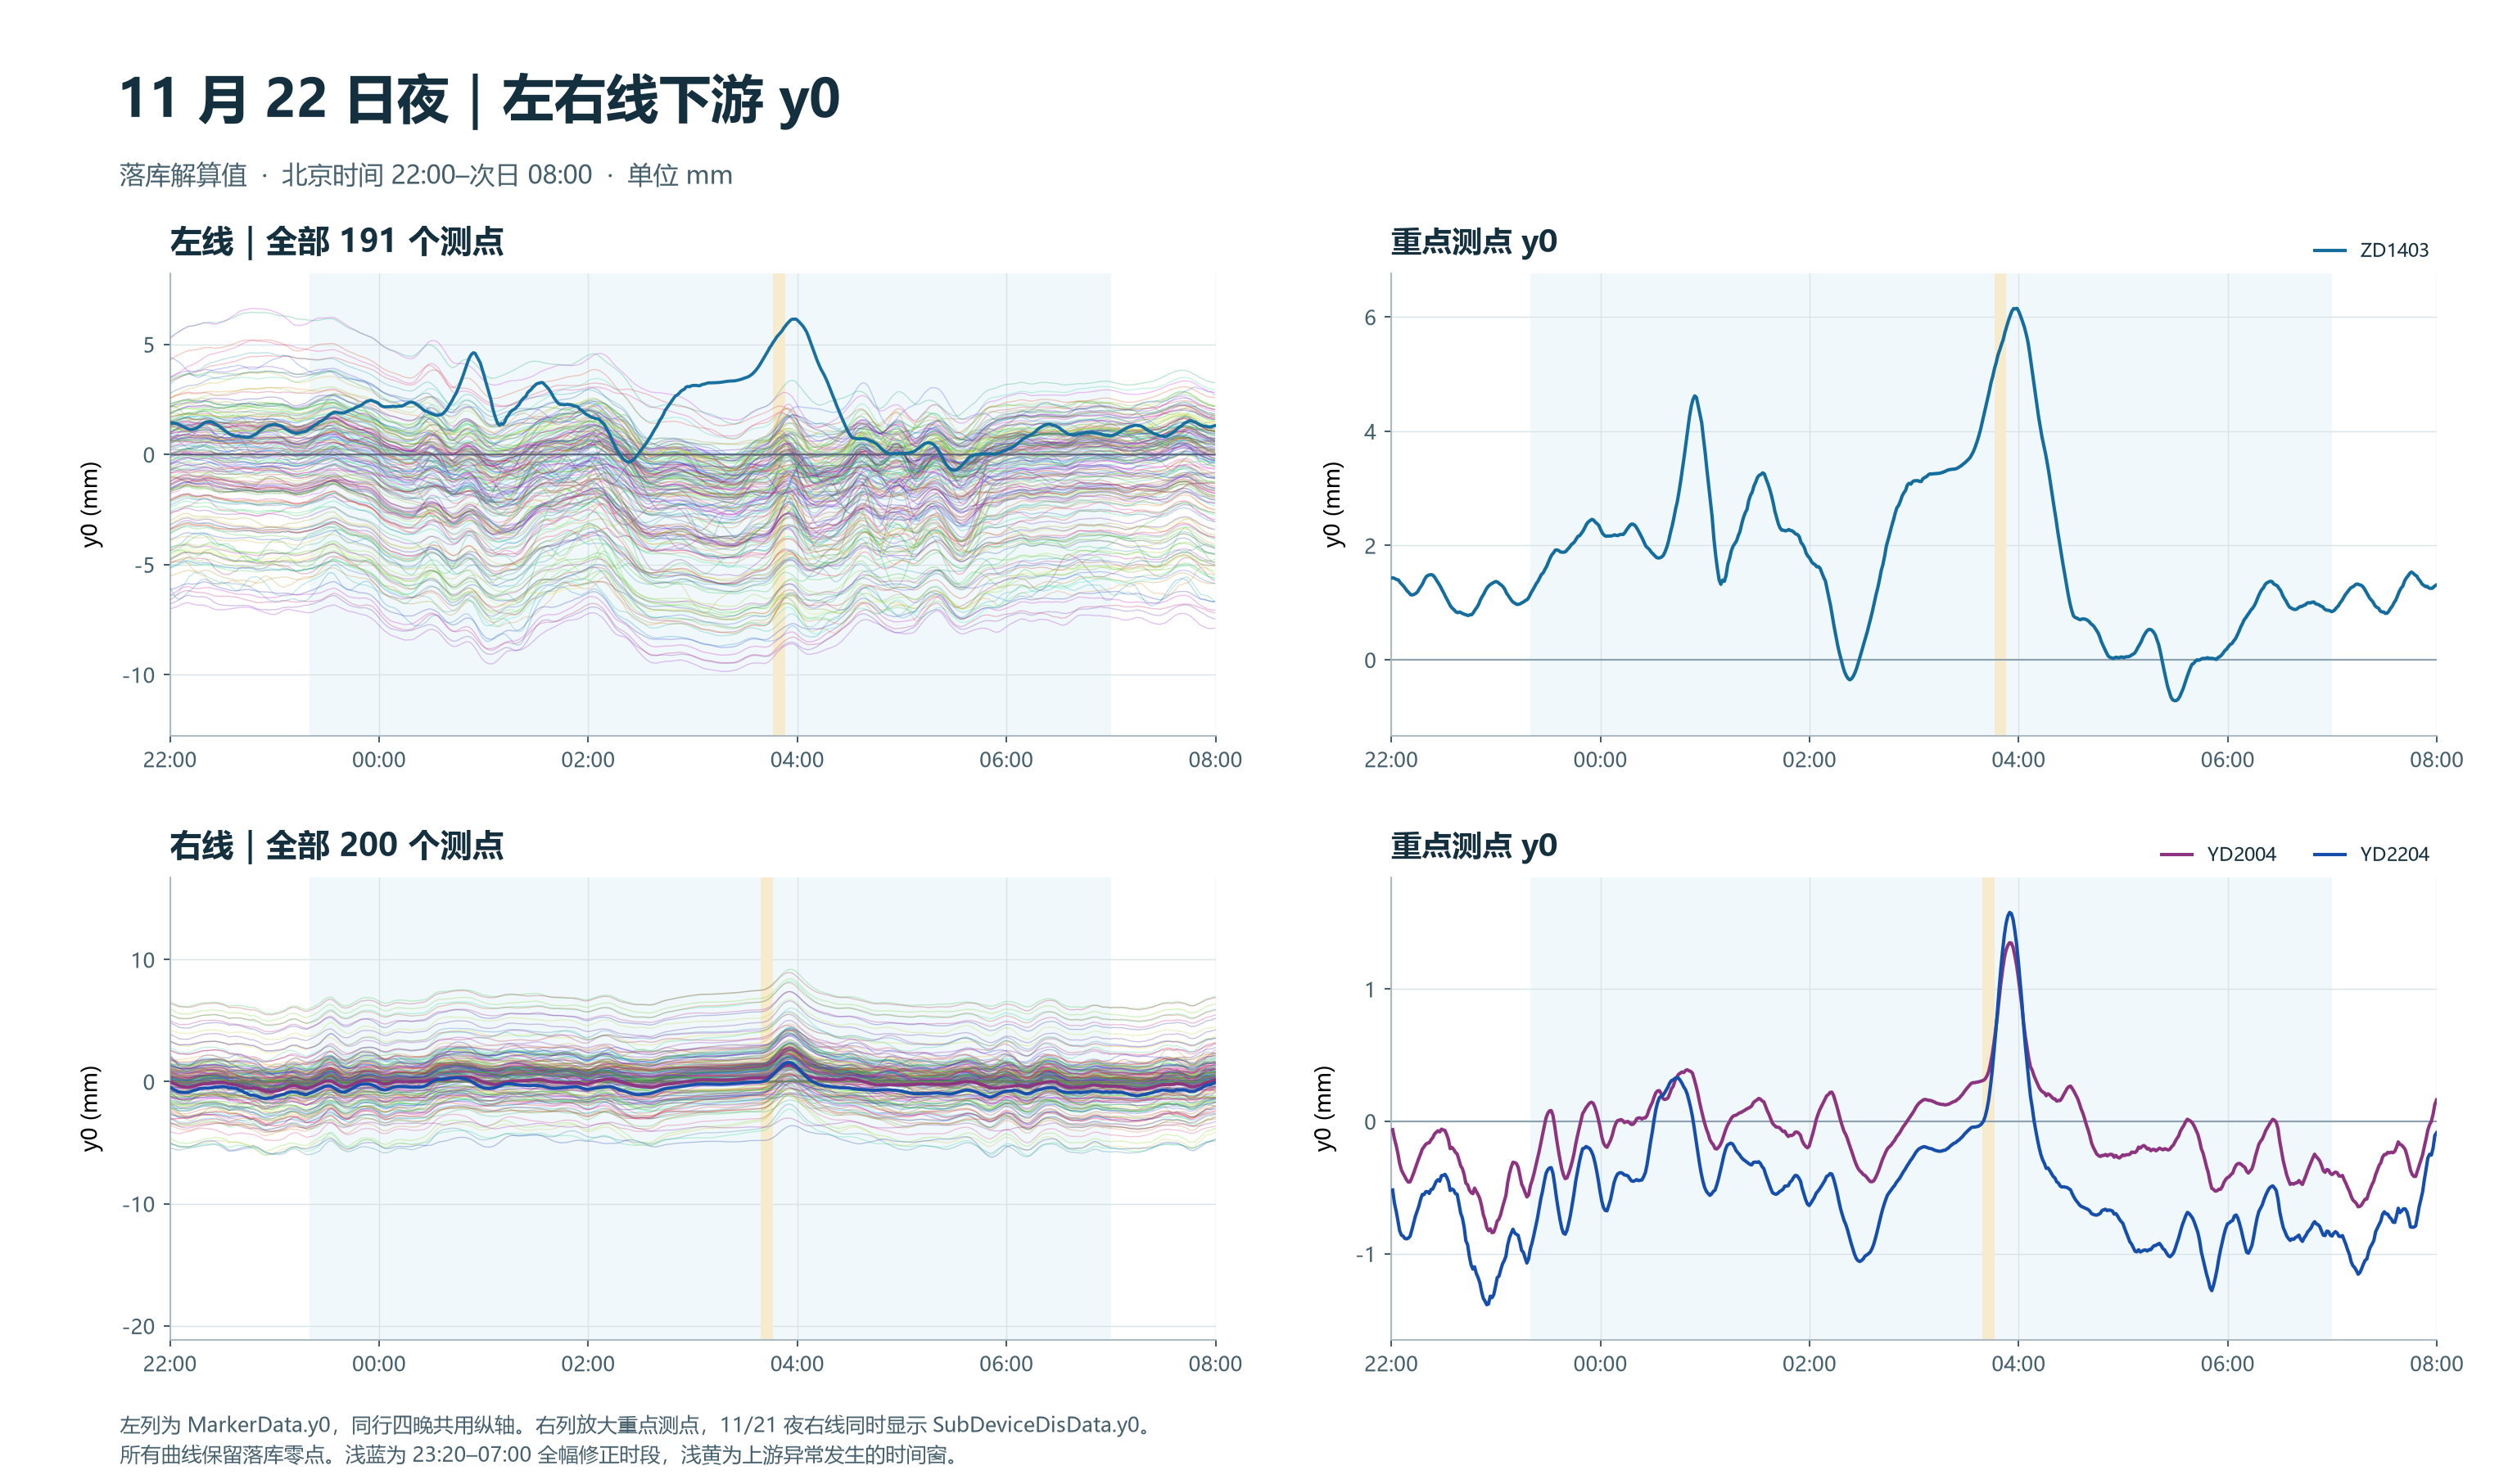 11 月 22 日夜｜左右线下游 y0
落库解算值 · 北京时间 22:00–次日 08:00 · 单位 mm
左线｜全部 191 个测点
y0 (mm)
5
0
-5
-10
22:00 00:00 02:00 04:00 06:00 08:00
重点测点 y0
ZD1403
y0 (mm)
6
4
2
0
22:00 00:00 02:00 04:00 06:00 08:00
右线｜全部 200 个测点
y0 (mm)
10
0
-10
-20
22:00 00:00 02:00 04:00 06:00 08:00
重点测点 y0
YD2004 YD2204
y0 (mm)
1
0
-1
22:00 00:00 02:00 04:00 06:00 08:00
左列为 MarkerData.y0，同行四晚共用纵轴。右列放大重点测点，11/21 夜右线同时显示 SubDeviceDisData.y0。
所有曲线保留落库零点。浅蓝为 23:20–07:00 全幅修正时段，浅黄为上游异常发生的时间窗。